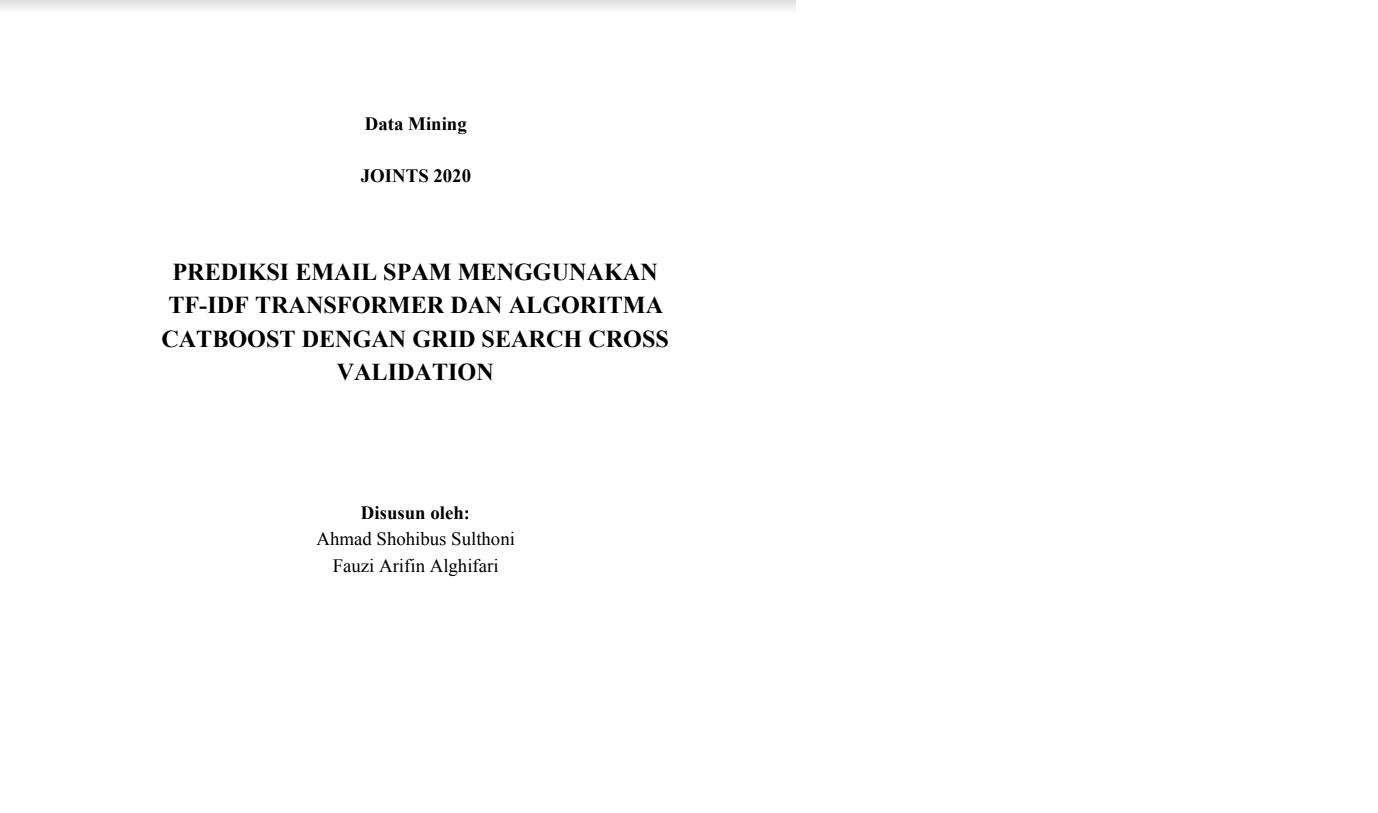 Data Mining
JOINTS 2020
PREDIKSI EMAIL SPAM MENGGUNAKAN
TF-IDF TRANSFORMER DAN ALGORITMA
CATBOOST DENGAN GRID SEARCH CROSS
VALIDATION
Disusun oleh:
Ahmad Shohibus Sulthoni
Fauzi Arifin Alghifari